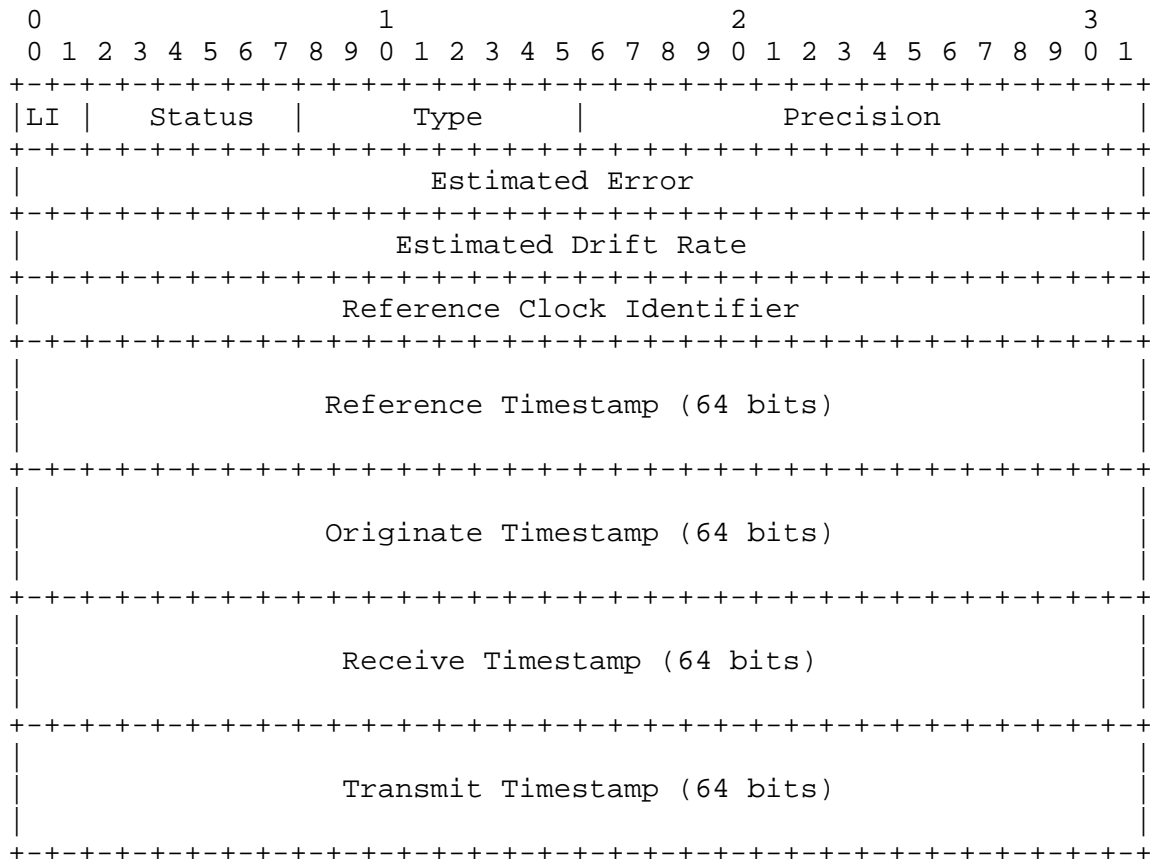 0                   1                   2                   3
 0 1 2 3 4 5 6 7 8 9 0 1 2 3 4 5 6 7 8 9 0 1 2 3 4 5 6 7 8 9 0 1
+-+-+-+-+-+-+-+-+-+-+-+-+-+-+-+-+-+-+-+-+-+-+-+-+-+-+-+-+-+-+-+-+
|LI |   Status  |      Type     |           Precision           |
+-+-+-+-+-+-+-+-+-+-+-+-+-+-+-+-+-+-+-+-+-+-+-+-+-+-+-+-+-+-+-+-+
|                       Estimated Error                         |
+-+-+-+-+-+-+-+-+-+-+-+-+-+-+-+-+-+-+-+-+-+-+-+-+-+-+-+-+-+-+-+-+
|                     Estimated Drift Rate                      |
+-+-+-+-+-+-+-+-+-+-+-+-+-+-+-+-+-+-+-+-+-+-+-+-+-+-+-+-+-+-+-+-+
|                  Reference Clock Identifier                   |
+-+-+-+-+-+-+-+-+-+-+-+-+-+-+-+-+-+-+-+-+-+-+-+-+-+-+-+-+-+-+-+-+
|                                                               |
|                 Reference Timestamp (64 bits)                 |
|                                                               |
+-+-+-+-+-+-+-+-+-+-+-+-+-+-+-+-+-+-+-+-+-+-+-+-+-+-+-+-+-+-+-+-+
|                                                               |
|                 Originate Timestamp (64 bits)                 |
|                                                               |
+-+-+-+-+-+-+-+-+-+-+-+-+-+-+-+-+-+-+-+-+-+-+-+-+-+-+-+-+-+-+-+-+
|                                                               |
|                  Receive Timestamp (64 bits)                  |
|                                                               |
+-+-+-+-+-+-+-+-+-+-+-+-+-+-+-+-+-+-+-+-+-+-+-+-+-+-+-+-+-+-+-+-+
|                                                               |
|                  Transmit Timestamp (64 bits)                 |
|                                                               |
+-+-+-+-+-+-+-+-+-+-+-+-+-+-+-+-+-+-+-+-+-+-+-+-+-+-+-+-+-+-+-+-+